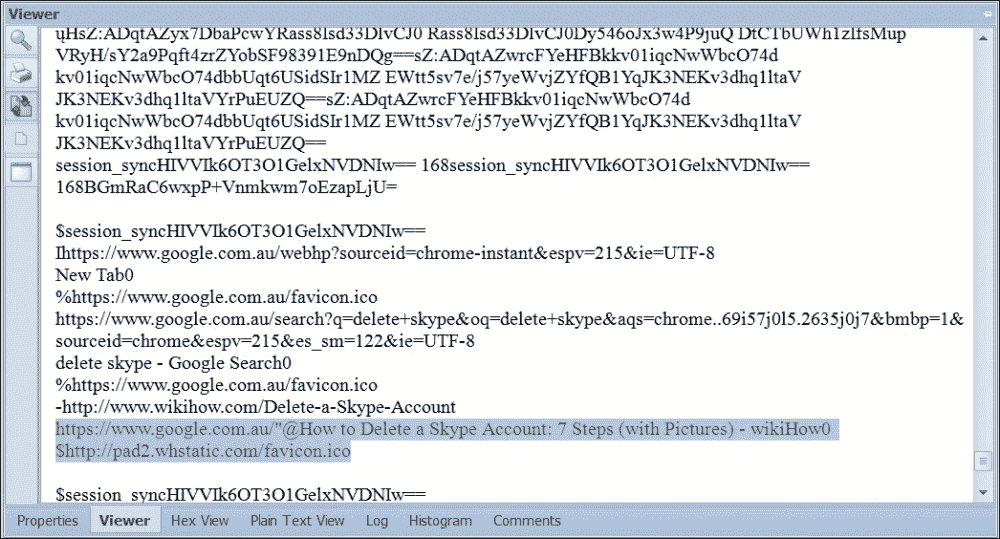 Viewer
ųHsZ:ADqtAZyx7DbaPcwYRass8Isd33DIvCJ0 Rass8Isd33DIvCJ0Dy546oJx3w4P9juQ DtCTbUWh1zIfsMup
VRyH/sY2a9Pqft4zrZYobSF98391E9nDQg==sZ:ADqtAZwrcFYeHFBkkv01iqcNwWbcO74d
kv01iqcNwWbcO74dbbUqt6USidSIr1MZ EWtt5sv7e/j57yeWvjZYfQB1YqJK3NEKv3dhq1ltaV
JK3NEKv3dhq1ltaVYrPuEUZQ==sZ:ADqtAZwrcFYeHFBkkv01iqcNwWbcO74d
kv01iqcNwWbcO74dbbUqt6USidSIr1MZ EWtt5sv7e/j57yeWvjZYfQB1YqJK3NEKv3dhq1ltaV
JK3NEKv3dhq1ltaVYrPuEUZQ==
session_syncHIVVIk6OT3O1GelxNVDNIw== 168session_syncHIVVIk6OT3O1GelxNVDNIw==
168BGmRaC6wxpP+Vnmkwm7oEzapLjU=
$session_syncHIVVIk6OT3O1GelxNVDNIw==
Ihttps://www.google.com.au/webhp?sourceid=chrome-instant&espv=215&ie=UTF-8
New Tab0
%https://www.google.com.au/favicon.ico
https://www.google.com.au/search?q=delete+skype&oq=delete+skype&aqs=chrome..69i57j0l5.2635j0j7&bmbp=1&
sourceid=chrome&espv=215&es_sm=122&ie=UTF-8
delete skype - Google Search0
%https://www.google.com.au/favicon.ico
-http://www.wikihow.com/Delete-a-Skype-Account
https://www.google.com.au/"@How to Delete a Skype Account: 7 Steps (with Pictures) - wikiHow0
$http://pad2.whstatic.com/favicon.ico
$session_syncHIVVIk6OT3O1GelxNVDNIw==
Properties Viewer Hex View Plain Text View Log Histogram Comments